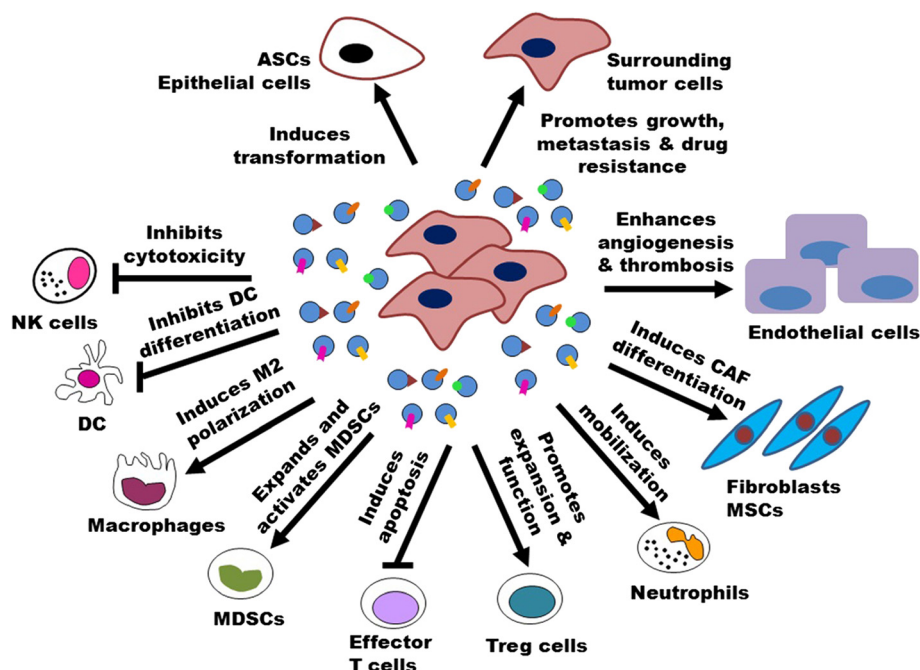 ASCs
Epithelial cells
Surrounding
tumor cells
Induces
transformation
Promotes growth,
metastasis & drug
resistance
Inhibits
cytotoxicity
Enhances
angiogenesis
& thrombosis
NK cells
Inhibits DC
differentiation
Endothelial cells
DC
Induces M2
polarization
Induces CAF
differentiation
Macrophages
Expands and
activates MDSCs
Induces
apoptosis
Promotes
expansion &
function
Induces
mobilization
Fibroblasts
MSCs
MDSCs
Effector
T cells
Treg cells
Neutrophils